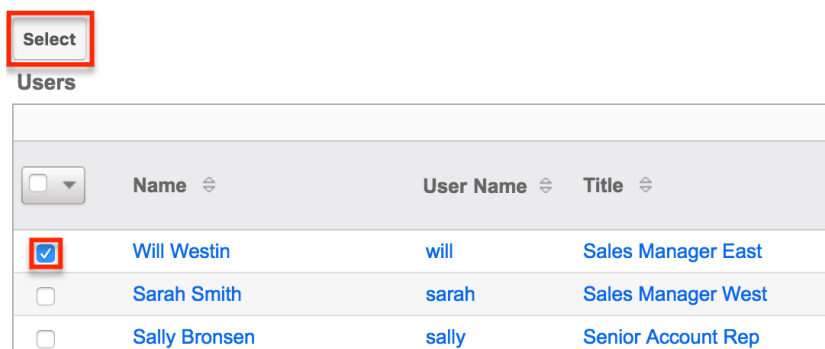 Select
Users
Name User Name Title
Will Westin will Sales Manager East
Sarah Smith sarah Sales Manager West
Sally Bronsen sally Senior Account Rep